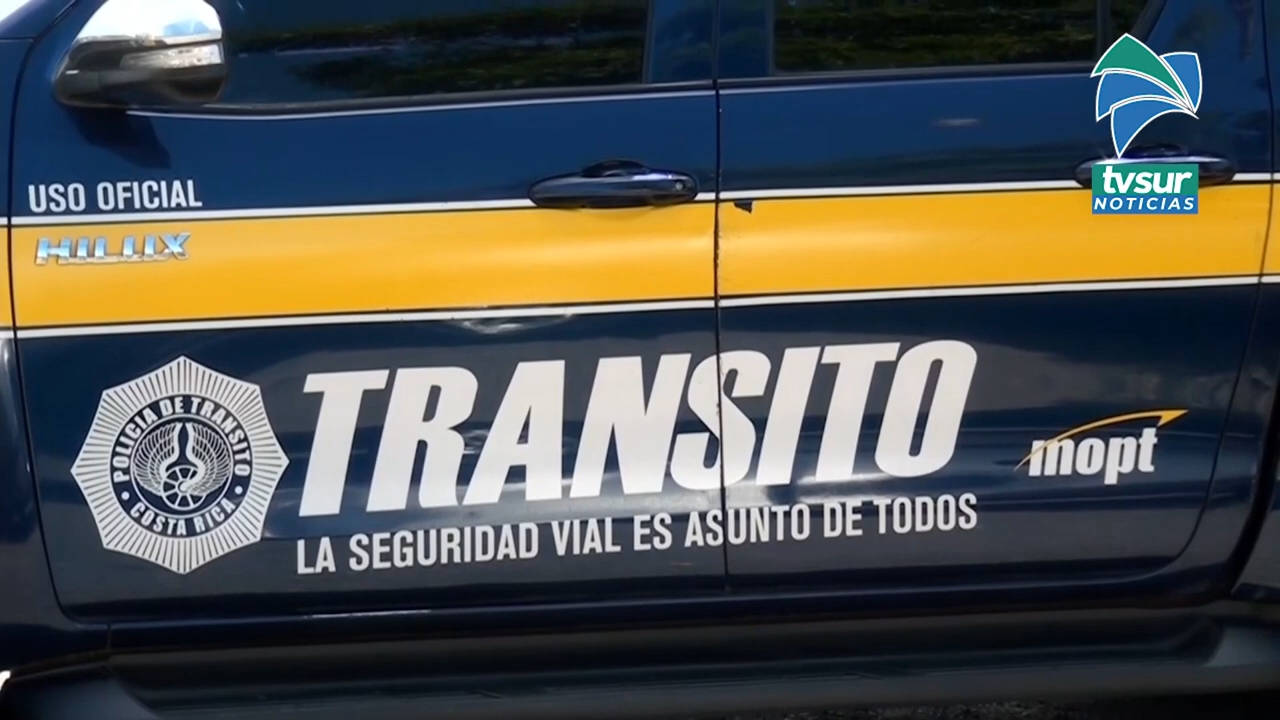 tvsur
NOTICIAS
USO OFICIAL
HILUX
POLICIA DE TRANSITO
COSTA RICA
TRANSITO
LA SEGURIDAD VIAL ES ASUNTO DE TODOS
mopt